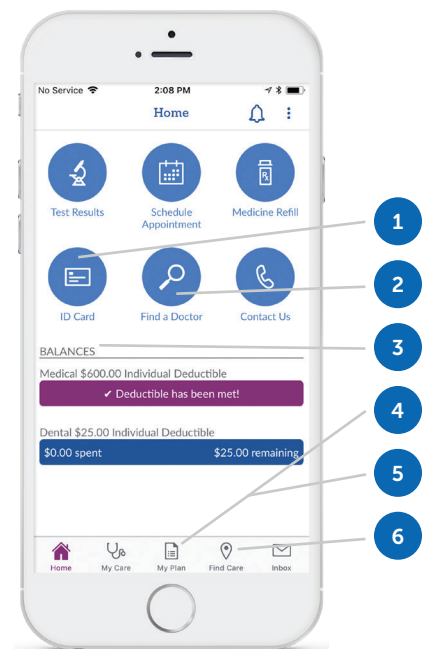 No Service 2:08 PM
Home
Rx
Test Results Schedule Appointment Medicine Refill
1
2
ID Card Find a Doctor Contact Us
3
BALANCES
Medical $600.00 Individual Deductible
✔ Deductible has been met!
4
Dental $25.00 Individual Deductible
$0.00 spent $25.00 remaining
5
6
Home My Care My Plan Find Care Inbox